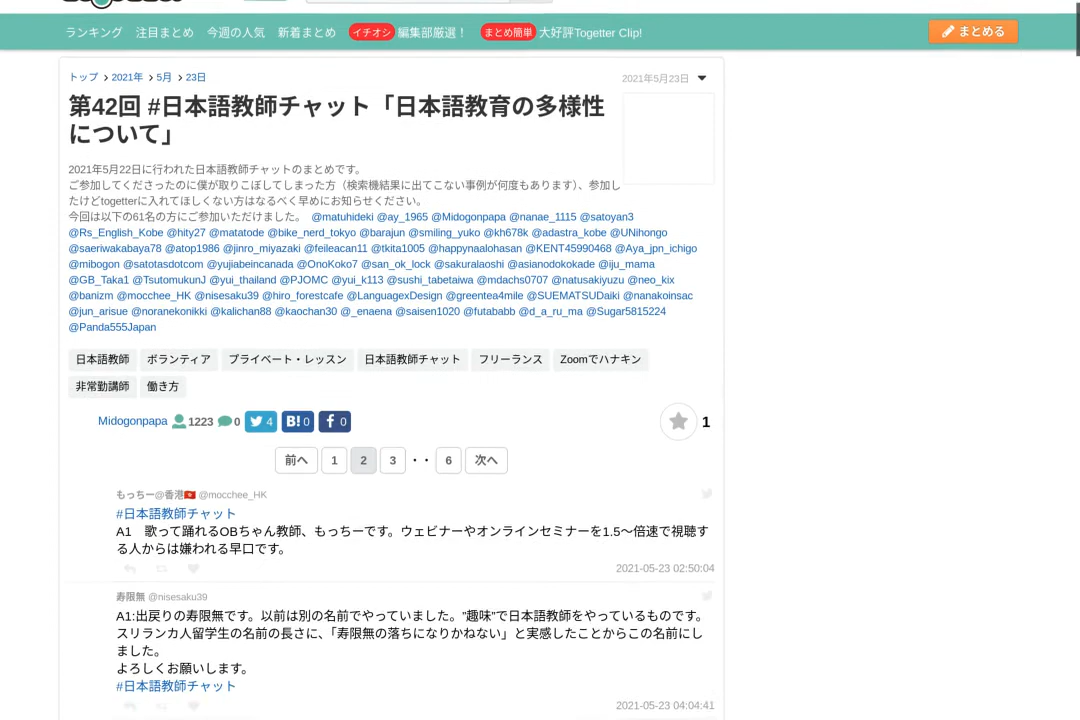 ランキング 注目まとめ 今週の人気 新着まとめ イチオシ 編集部厳選！ まとめ簡単 大好評Togetter Clip! まとめる
トップ 2021年 5月 23日
2021年5月23日
第42回 #日本語教師チャット「日本語教育の多様性
について」
2021年5月22日に行われた日本語教師チャットのまとめです。
ご参加してくださったのに僕が取りこぼしてしまった方（検索機結果に出てこない事例が何度もあります）、参加し
たけどtogetterに入れてほしくない方はなるべく早めにお知らせください。
今回は以下の61名の方にご参加いただけました。 @matuhideki @ay_1965 @Midogonpapa @nanae_1115 @satoyan3
@Rs_English_Kobe @hity27 @matatode @bike_nerd_tokyo @barajun @smiling_yuko @kh678k @adastra_kobe @UNihongo
@saeriwakabaya78 @atop1986 @jinro_miyazaki @feileacan11 @tkita1005 @happynaalohasan @KENT45990468 @Aya_jpn_ichigo
@mibogon @satotasdotcom @yujiabeincanada @OnoKoko7 @san_ok_lock @sakuralaoshi @asianodokokade @iju_mama
@GB_Taka1 @TsutomukunJ @yui_thailand @PJOMC @yui_k113 @sushi_tabetaiwa @mdachs0707 @natusakiyuzu @neo_kix
@banizm @mocchee_HK @nisesaku39 @hiro_forestcafe @LanguagexDesign @greentea4mile @SUEMATSUDaiki @nanakoinsac
@jun_arisue @noranekonikki @kalichan88 @kaochan30 @_enaena @saisen1020 @futababb @d_a_ru_ma @Sugar5815224
@Panda555Japan
日本語教師 ボランティア プライベート・レッスン 日本語教師チャット フリーランス Zoomでハナキン
非常勤講師 働き方
Midogonpapa 1223 0 4 B! 0 f 0 1
前へ 1 2 3 ・・ 6 次へ
もっちー@香港🇭🇰 @mocchee_HK
#日本語教師チャット
A1　歌って踊れるOBちゃん教師、もっちーです。ウェビナーやオンラインセミナーを1.5〜倍速で視聴す
る人からは嫌われる早口です。
2021-05-23 02:50:04
寿限無 @nisesaku39
A1:出戻りの寿限無です。以前は別の名前でやっていました。"趣味"で日本語教師をやっているものです。
スリランカ人留学生の名前の長さに、「寿限無の落ちになりかねない」と実感したことからこの名前にし
ました。
よろしくお願いします。
#日本語教師チャット
2021-05-23 04:04:41